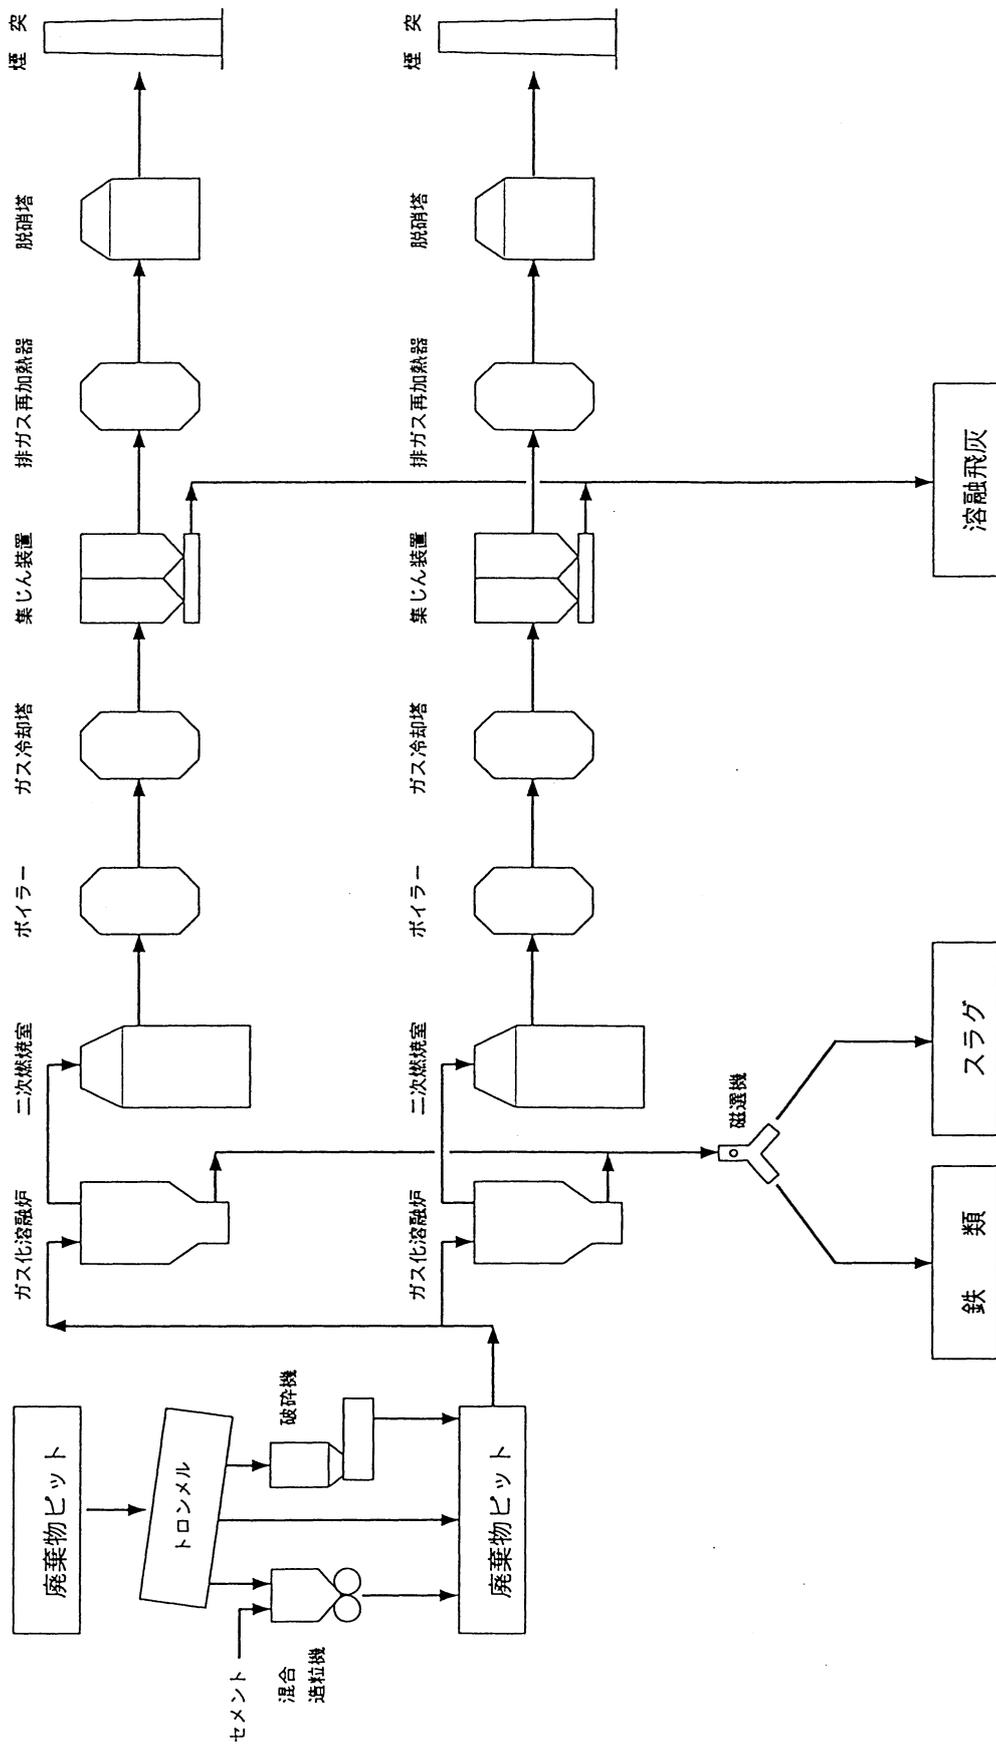 廃棄物ピット
トロンメル
セメント
混合
造粒機
破砕機
廃棄物ピット
ガス化溶融炉
二次燃焼室
ボイラー
ガス冷却塔
集じん装置
排ガス再加熱器
脱硝塔
煙突
ガス化溶融炉
二次燃焼室
ボイラー
ガス冷却塔
集じん装置
排ガス再加熱器
脱硝塔
煙突
磁選機
鉄類
スラグ
溶融飛灰